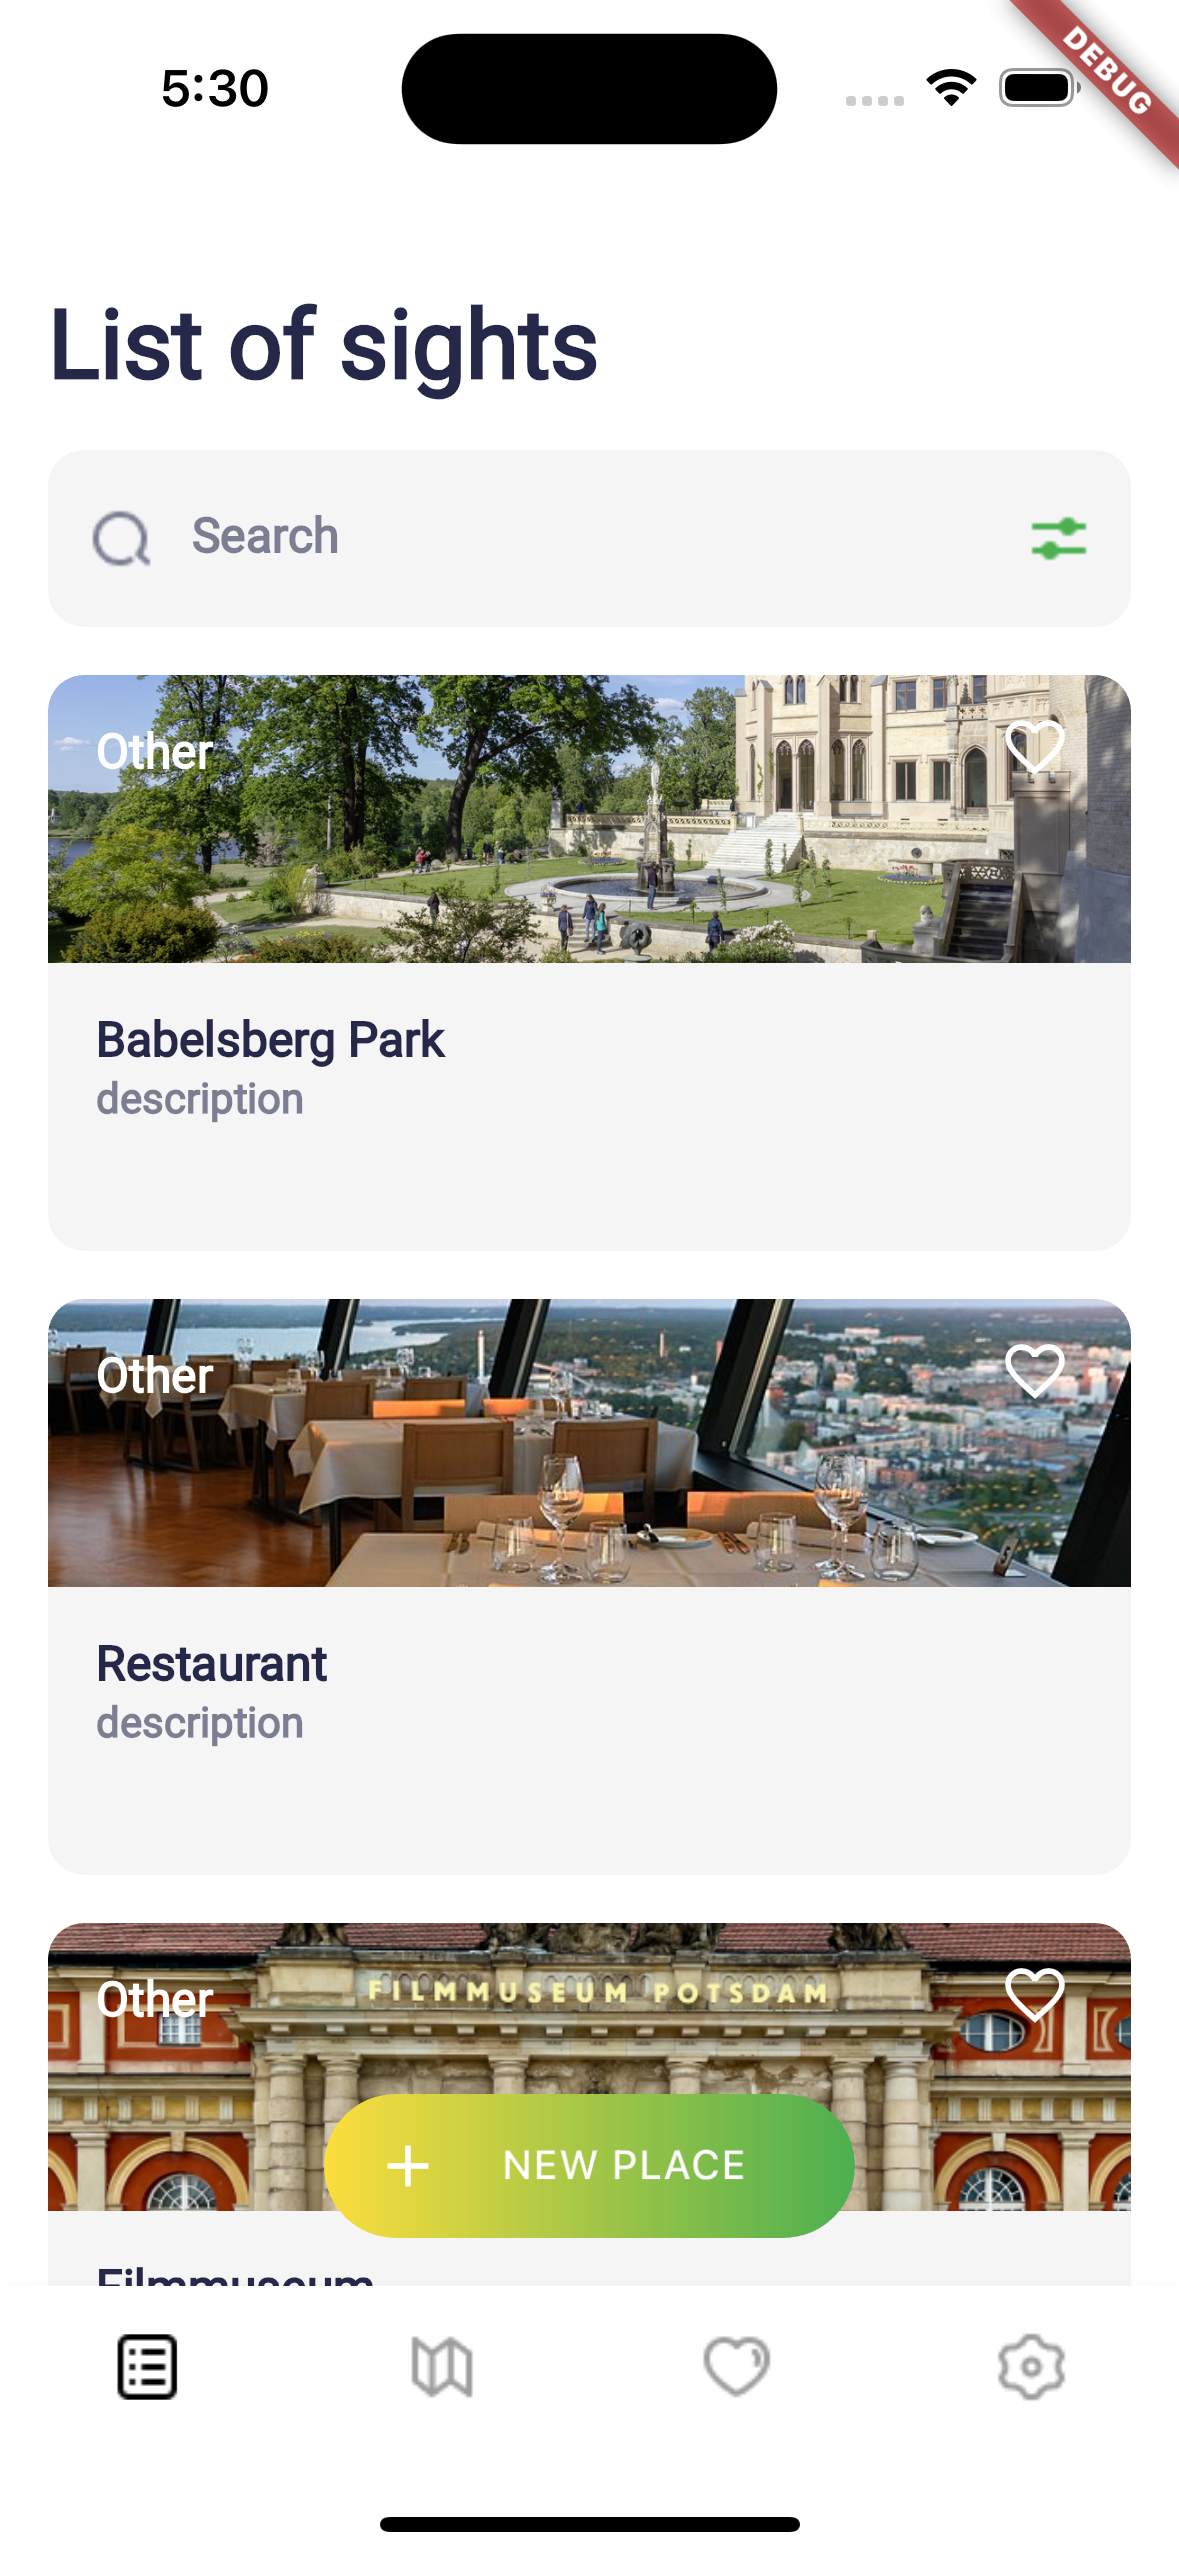 5:30
DEBUG
List of sights
Search
Other
Babelsberg Park
description
Other
Restaurant
description
Other
FILMMUSEUM POTSDAM
+ NEW PLACE
Filmmuseum